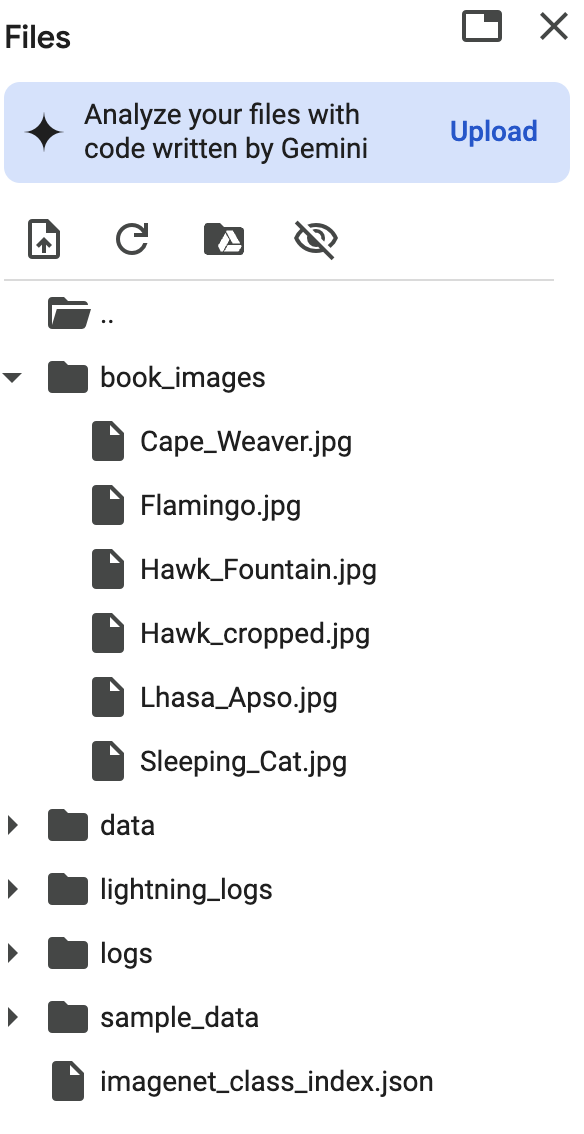 Files
Analyze your files with
code written by Gemini
Upload
..
book_images
Cape_Weaver.jpg
Flamingo.jpg
Hawk_Fountain.jpg
Hawk_cropped.jpg
Lhasa_Apso.jpg
Sleeping_Cat.jpg
data
lightning_logs
logs
sample_data
imagenet_class_index.json